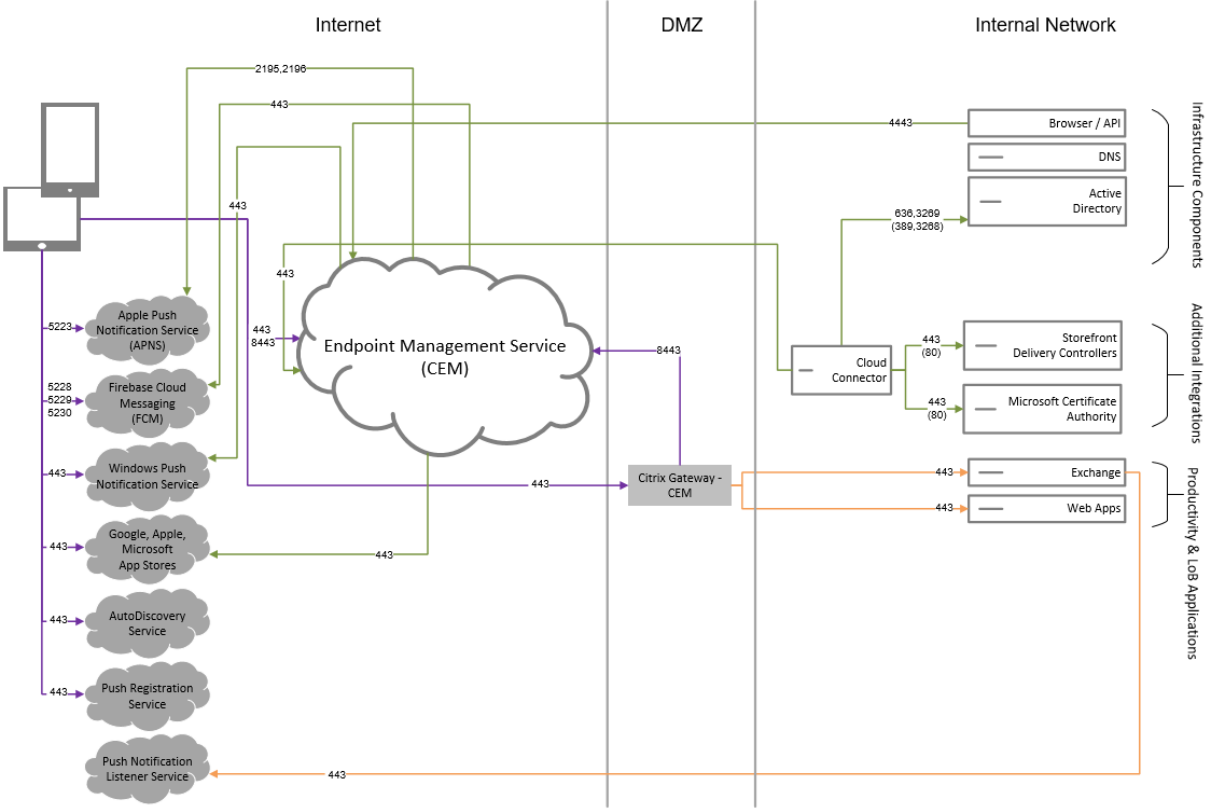 Internet
DMZ
Internal Network
2195,2196
443
4443
443
443
443
8443
5223
5228
5229
5230
443
443
443
443
Apple Push
Notification Service
(APNS)
Firebase Cloud
Messaging
(FCM)
Windows Push
Notification Service
Google, Apple,
Microsoft
App Stores
AutoDiscovery
Service
Push Registration
Service
Push Notification
Listener Service
Endpoint Management Service
(CEM)
443
443
443
8443
Citrix Gateway -
CEM
Cloud
Connector
636,3269
(389,3268)
443
(80)
443
(80)
443
443
Browser / API
DNS
Active
Directory
Storefront
Delivery Controllers
Microsoft Certificate
Authority
Exchange
Web Apps
Infrastructure Components
Additional Integrations
Productivity & LoB Applications